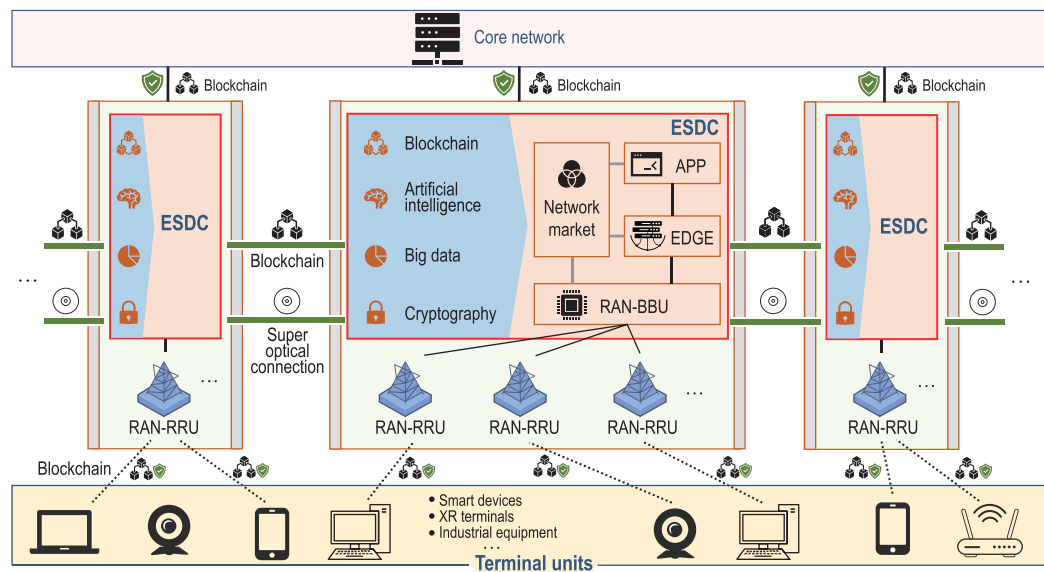 Core network
Blockchain
Blockchain
Blockchain
ESDC
Blockchain
Artificial
intelligence
Big data
Cryptography
ESDC
Network
market
APP
EDGE
RAN-BBU
ESDC
Blockchain
Super
optical
connection
...
...
...
...
...
RAN-RRU
RAN-RRU
RAN-RRU
RAN-RRU
RAN-RRU
Blockchain
• Smart devices
• XR terminals
• Industrial equipment
...
Terminal units